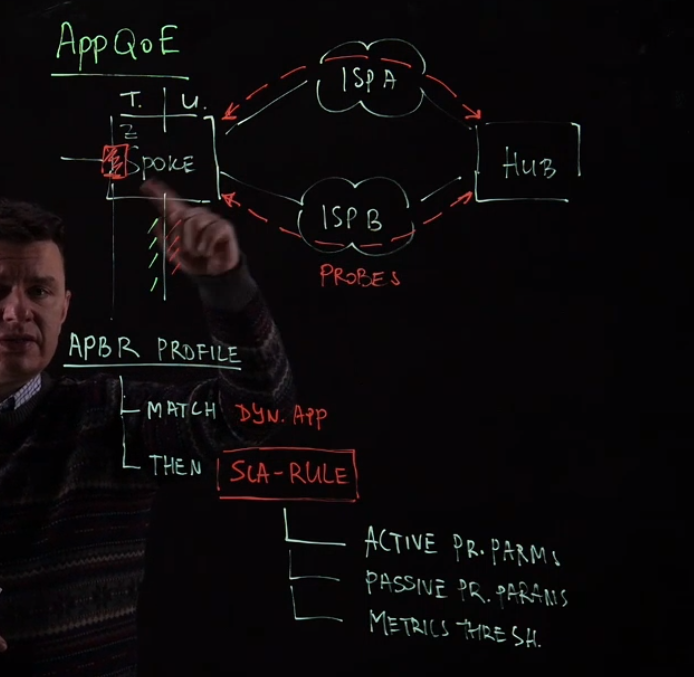 AppQoE
T. U.
Z
SPOKE
ISP A
HUB
ISP B
PROBES
APBR PROFILE
MATCH DYN. APP
THEN SLA-RULE
ACTIVE PR. PARMS
PASSIVE PR. PARAMS
METRICS THRESH.